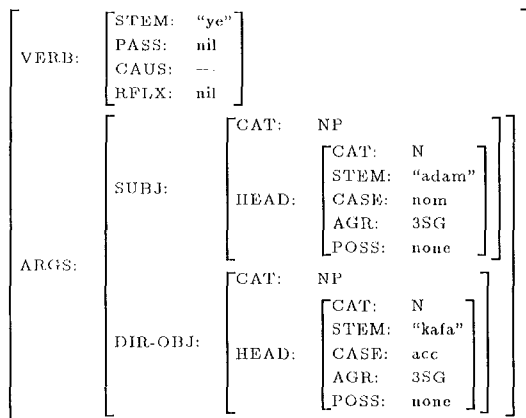 STEM: “ye”
VERB: PASS: nil
CAUS: —
RFLX: nil
CAT: NP
CAT: N
STEM: “adam”
SUBJ: HEAD: CASE: nom
AGR: 3SG
POSS: none
ARGS:
CAT: NP
CAT: N
STEM: “kafa”
DIR-OBJ: HEAD: CASE: acc
AGR: 3SG
POSS: none